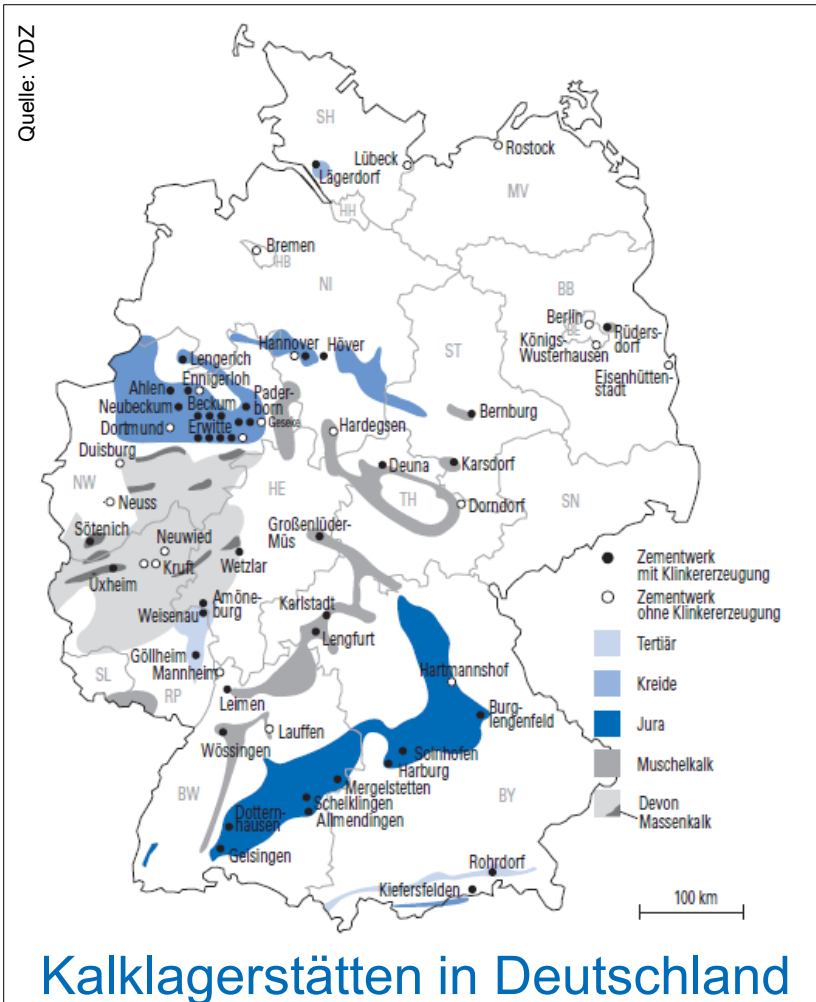 Quelle: VDZ
SH
Lübeck
Rostock
Lägerdorf
MV
HH
Bremen
HB
NI
BB
Berlin
BE
Rüders-
dorf
Königs-
Wusterhausen
Eisenhütten-
stadt
ST
Hannover
Höver
Lengerich
Ennigerloh
Ahlen
Neubeckum
Beckum
Pader-
born
Geseke
Dortmund
Erwitte
Hardegsen
Bernburg
Duisburg
NW
Neuss
HE
Deuna
Karsdorf
TH
Dorndorf
SN
Sötenich
Neuwied
Kruft
Üxheim
Wetzlar
Großenlüder-
Müs
Amöne-
burg
Weisenau
Karlstadt
Lengfurt
Göllheim
Mannheim
SL
RP
Leimen
Hartmannshof
Burg-
lengenfeld
Lauffen
Wössingen
Solnhofen
Harburg
Mergelstetten
Schelklingen
Allmendingen
BW
BY
Dottern-
hausen
Geisingen
Rohrdorf
Kiefersfelden
Zementwerk
mit Klinkererzeugung
Zementwerk
ohne Klinkererzeugung
Tertiär
Kreide
Jura
Muschelkalk
Devon
Massenkalk
100 km
Kalklagerstätten in Deutschland